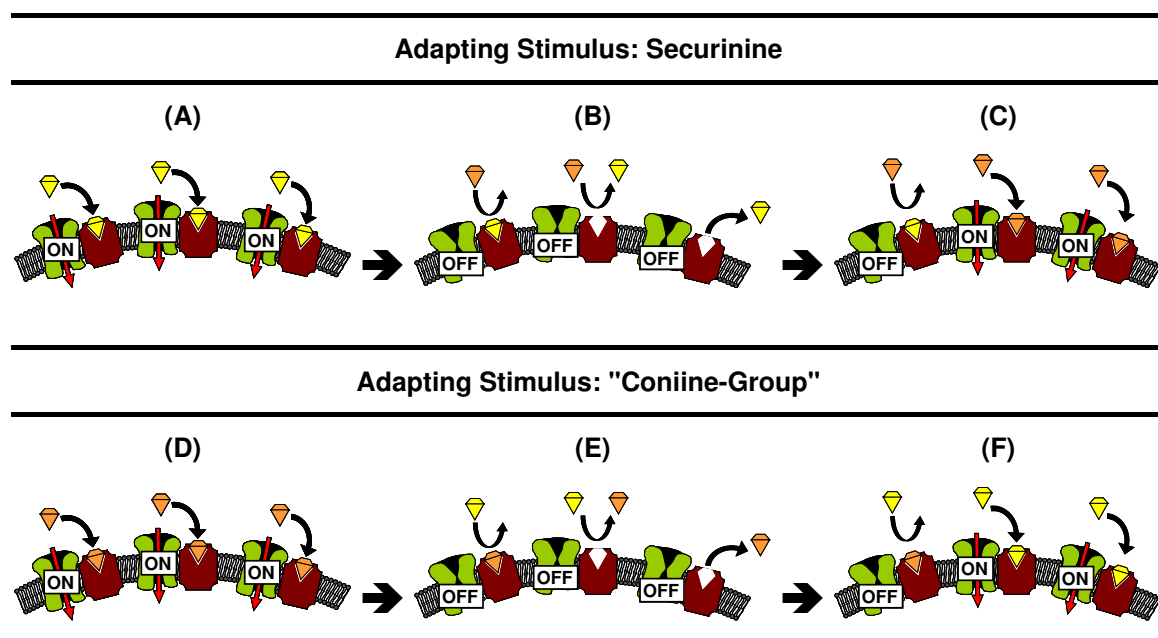 Adapting Stimulus: Securinine
(A) (B) (C)
ON ON ON OFF OFF OFF OFF ON ON
Adapting Stimulus: "Coniine-Group"
(D) (E) (F)
ON ON ON OFF OFF OFF OFF ON ON